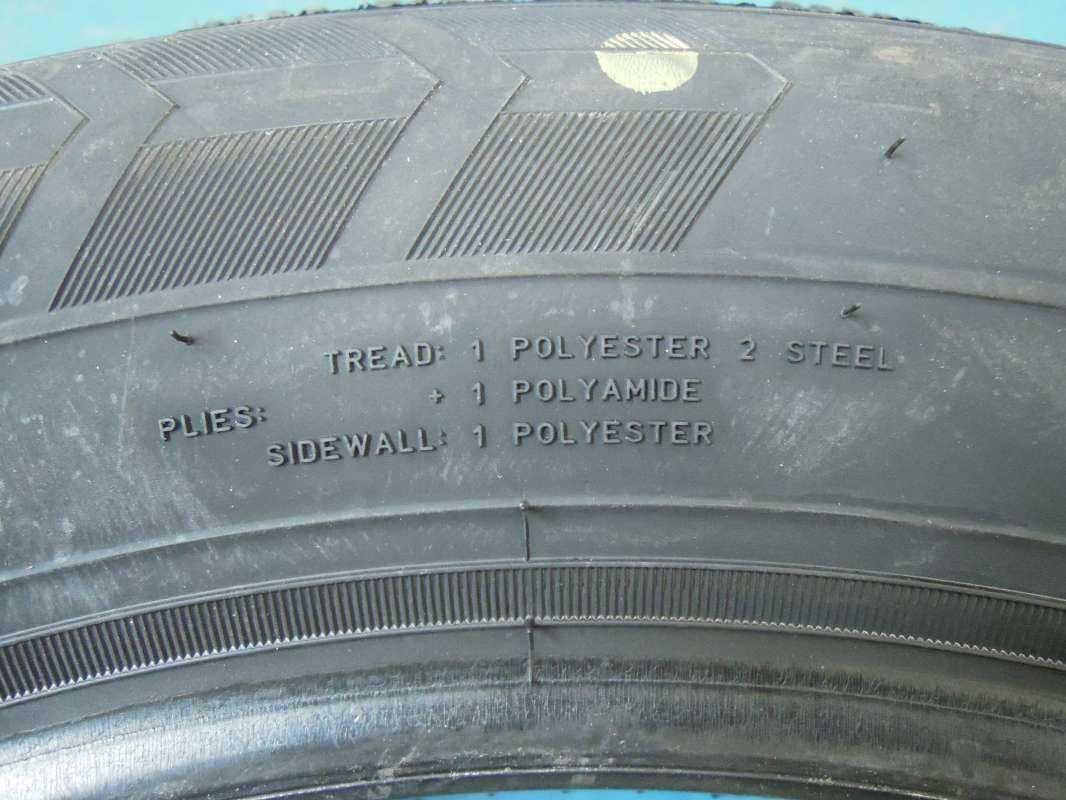 TREAD: 1 POLYESTER 2 STEEL
PLIES: + 1 POLYAMIDE
SIDEWALL: 1 POLYESTER